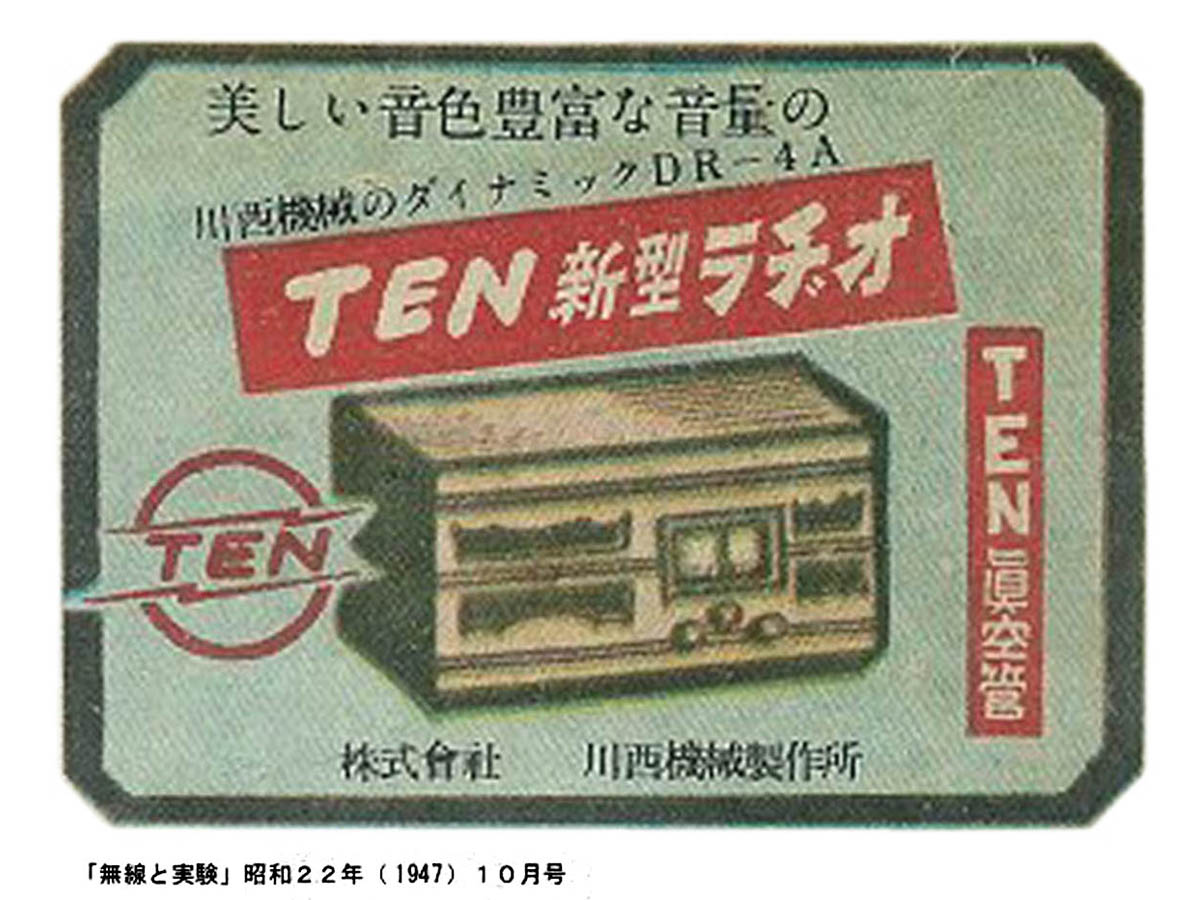 美しい音色豊富な音量の
川西機械のダイナミックDR-4A
TEN新型ラヂオ
TEN
TEN眞空管
株式會社 川西機械製作所
「無線と実験」昭和22年(1947)10月号